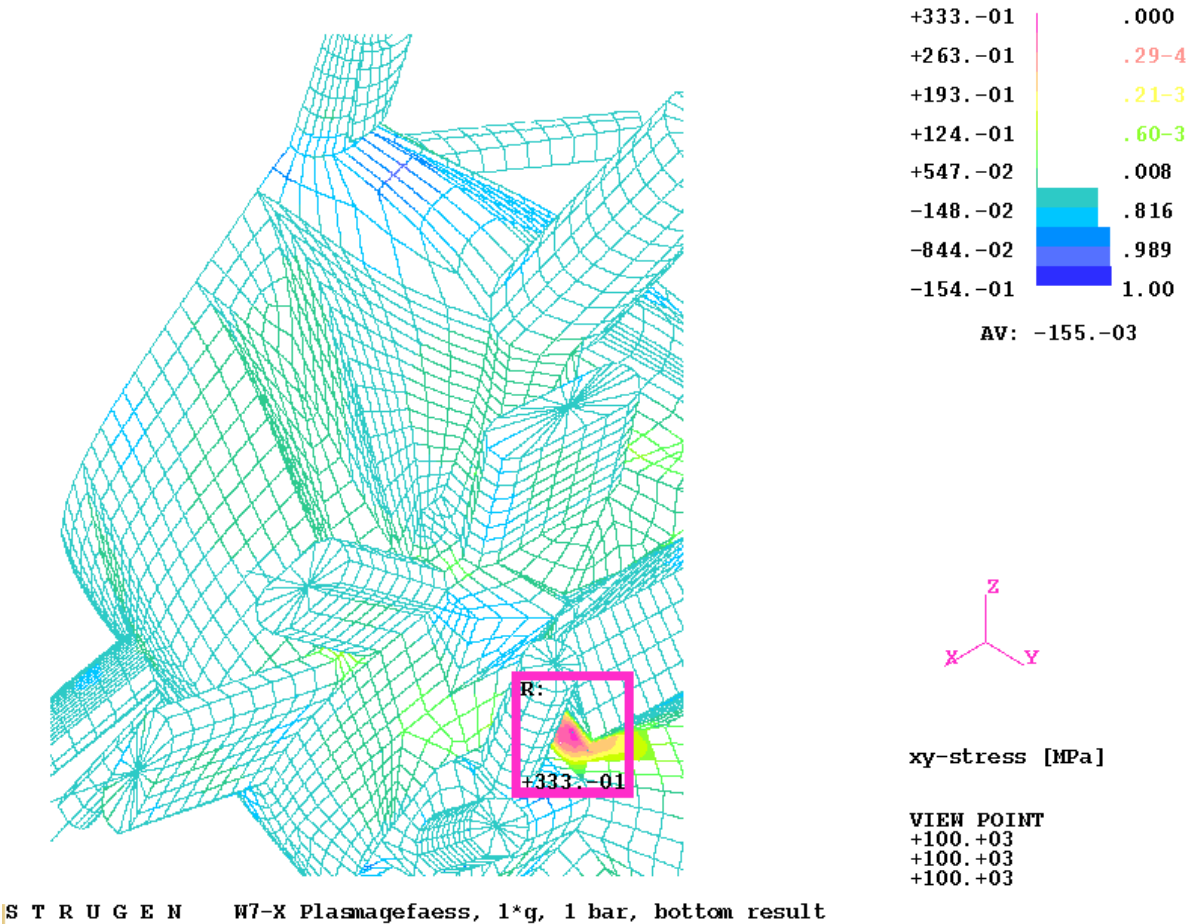 +333.-01 .000
+263.-01 .29-4
+193.-01 .21-3
+124.-01 .60-3
+547.-02 .008
-148.-02 .816
-844.-02 .989
-154.-01 1.00
AV: -155.-03
Z
X Y
R:
+333.-01
xy-stress [MPa]
VIEW POINT
+100.+03
+100.+03
+100.+03
S T R U G E N W7-X Plasmagefaess, 1*g, 1 bar, bottom result